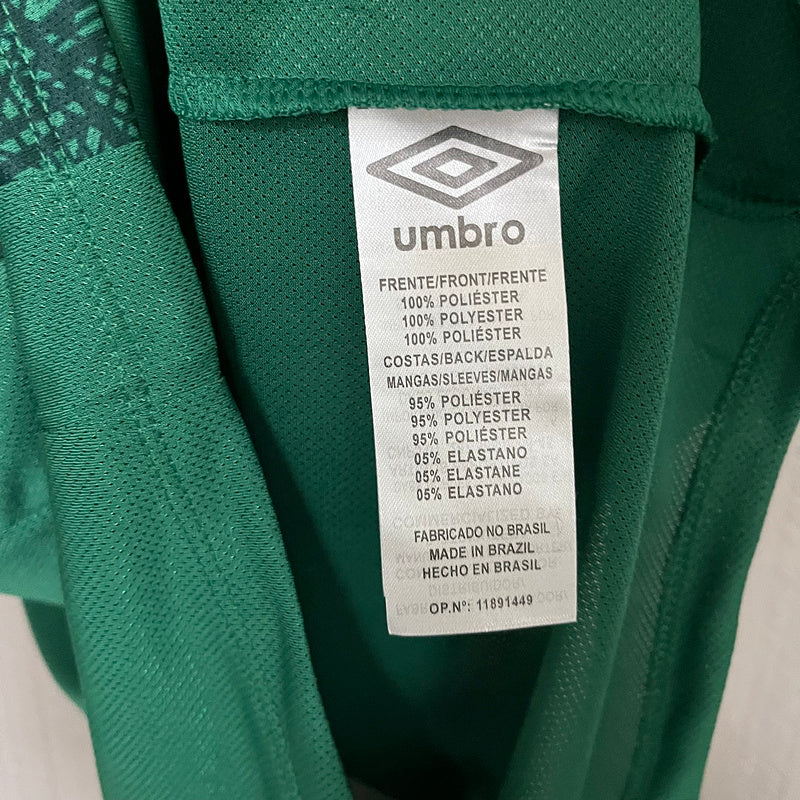 umbro
FRENTE/FRONT/FRENTE
100% POLIÉSTER
100% POLYESTER
100% POLIÉSTER
COSTAS/BACK/ESPALDA
MANGAS/SLEEVES/MANGAS
95% POLIÉSTER
95% POLYESTER
95% POLIÉSTER
05% ELASTANO
05% ELASTANE
05% ELASTANO
FABRICADO NO BRASIL
MADE IN BRAZIL
HECHO EN BRASIL
OP.Nº: 11891449